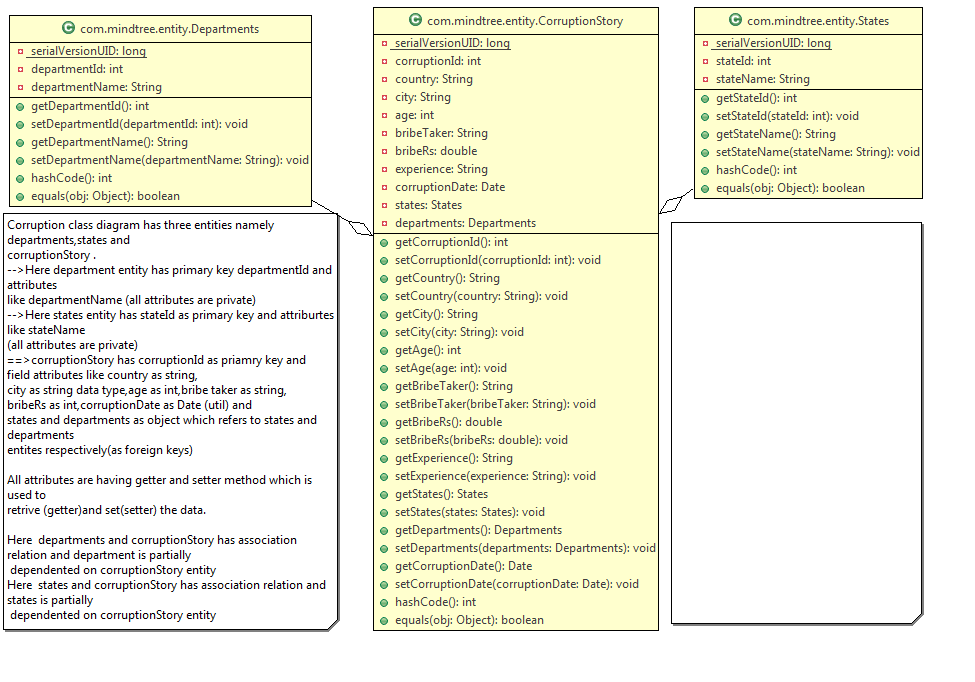 com.mindtree.entity.Departments
serialVersionUID: long
departmentId: int
departmentName: String
getDepartmentId(): int
setDepartmentId(departmentId: int): void
getDepartmentName(): String
setDepartmentName(departmentName: String): void
hashCode(): int
equals(obj: Object): boolean
Corruption class diagram has three entities namely
departments,states and
corruptionStory .
-->Here department entity has primary key departmentId and
attributes
like departmentName (all attributes are private)
-->Here states entity has stateId as primary key and attriburtes
like stateName
(all attributes are private)
==>corruptionStory has corruptionId as priamry key and
field attributes like country as string,
city as string data type,age as int,bribe taker as string,
bribeRs as int,corruptionDate as Date (util) and
states and departments as object which refers to states and
departments
entites respectively(as foreign keys)
All attributes are having getter and setter method which is
used to
retrive (getter)and set(setter) the data.
Here  departments and corruptionStory has association
relation and department is partially
dependented on corruptionStory entity
Here  states and corruptionStory has association relation and
states is partially
dependented on corruptionStory entity
com.mindtree.entity.CorruptionStory
serialVersionUID: long
corruptionId: int
country: String
city: String
age: int
bribeTaker: String
bribeRs: double
experience: String
corruptionDate: Date
states: States
departments: Departments
getCorruptionId(): int
setCorruptionId(corruptionId: int): void
getCountry(): String
setCountry(country: String): void
getCity(): String
setCity(city: String): void
getAge(): int
setAge(age: int): void
getBribeTaker(): String
setBribeTaker(bribeTaker: String): void
getBribeRs(): double
setBribeRs(bribeRs: double): void
getExperience(): String
setExperience(experience: String): void
getStates(): States
setStates(states: States): void
getDepartments(): Departments
setDepartments(departments: Departments): void
getCorruptionDate(): Date
setCorruptionDate(corruptionDate: Date): void
hashCode(): int
equals(obj: Object): boolean
com.mindtree.entity.States
serialVersionUID: long
stateId: int
stateName: String
getStateId(): int
setStateId(stateId: int): void
getStateName(): String
setStateName(stateName: String): void
hashCode(): int
equals(obj: Object): boolean